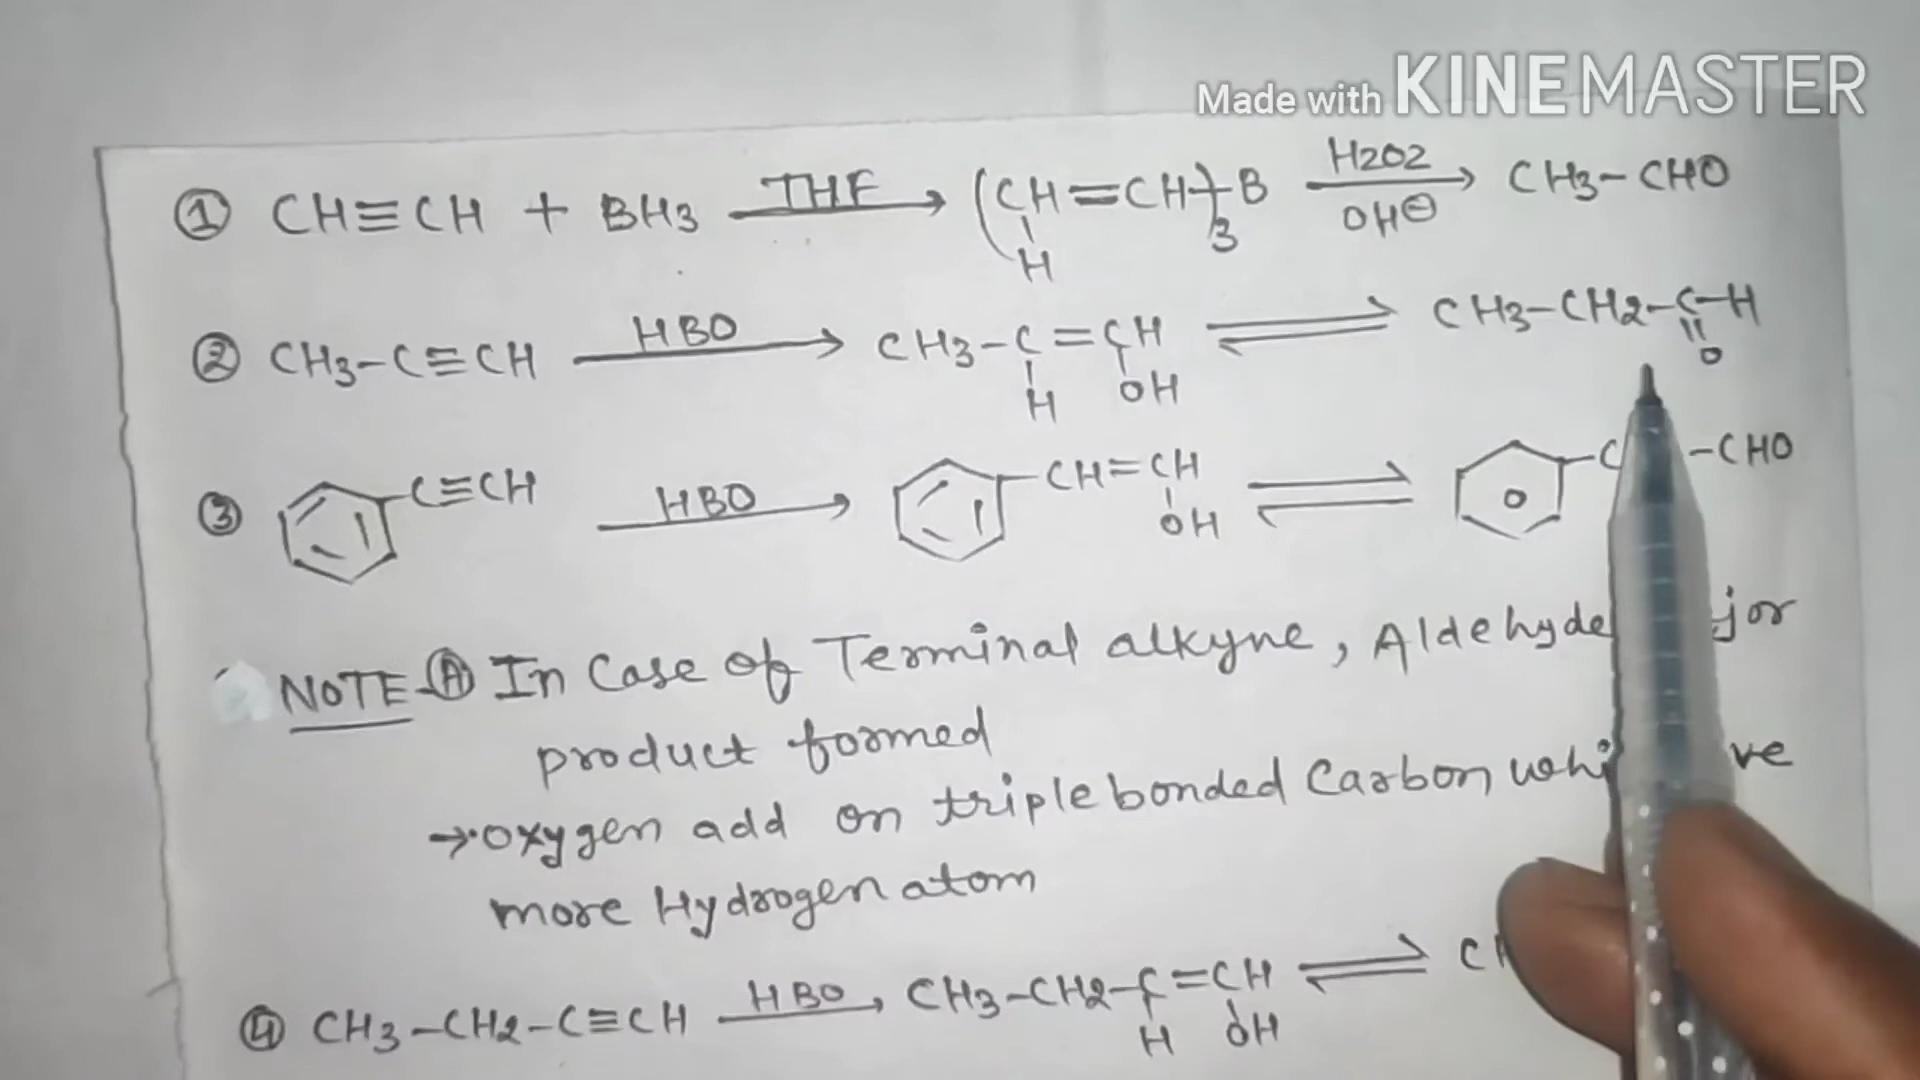 Made with KINEMASTER
① CH≡CH + BH3 THF → (CH=CH)3B H2O2 OH⊖ → CH3-CHO
H
② CH3-C≡CH HBO → CH3-C=CH ⇌ CH3-CH2-C-H
H OH O
③ C≡CH HBO → CH=CH ⇌ C -CHO
OH
NOTE-Ⓐ In Case of Terminal alkyne, Aldehyde jor
product formed
→ oxygen add on triple bonded Carbon whi ve
more Hydrogen atom
④ CH3-CH2-C≡CH HBO → CH3-CH2-C=CH ⇌ C
H OH